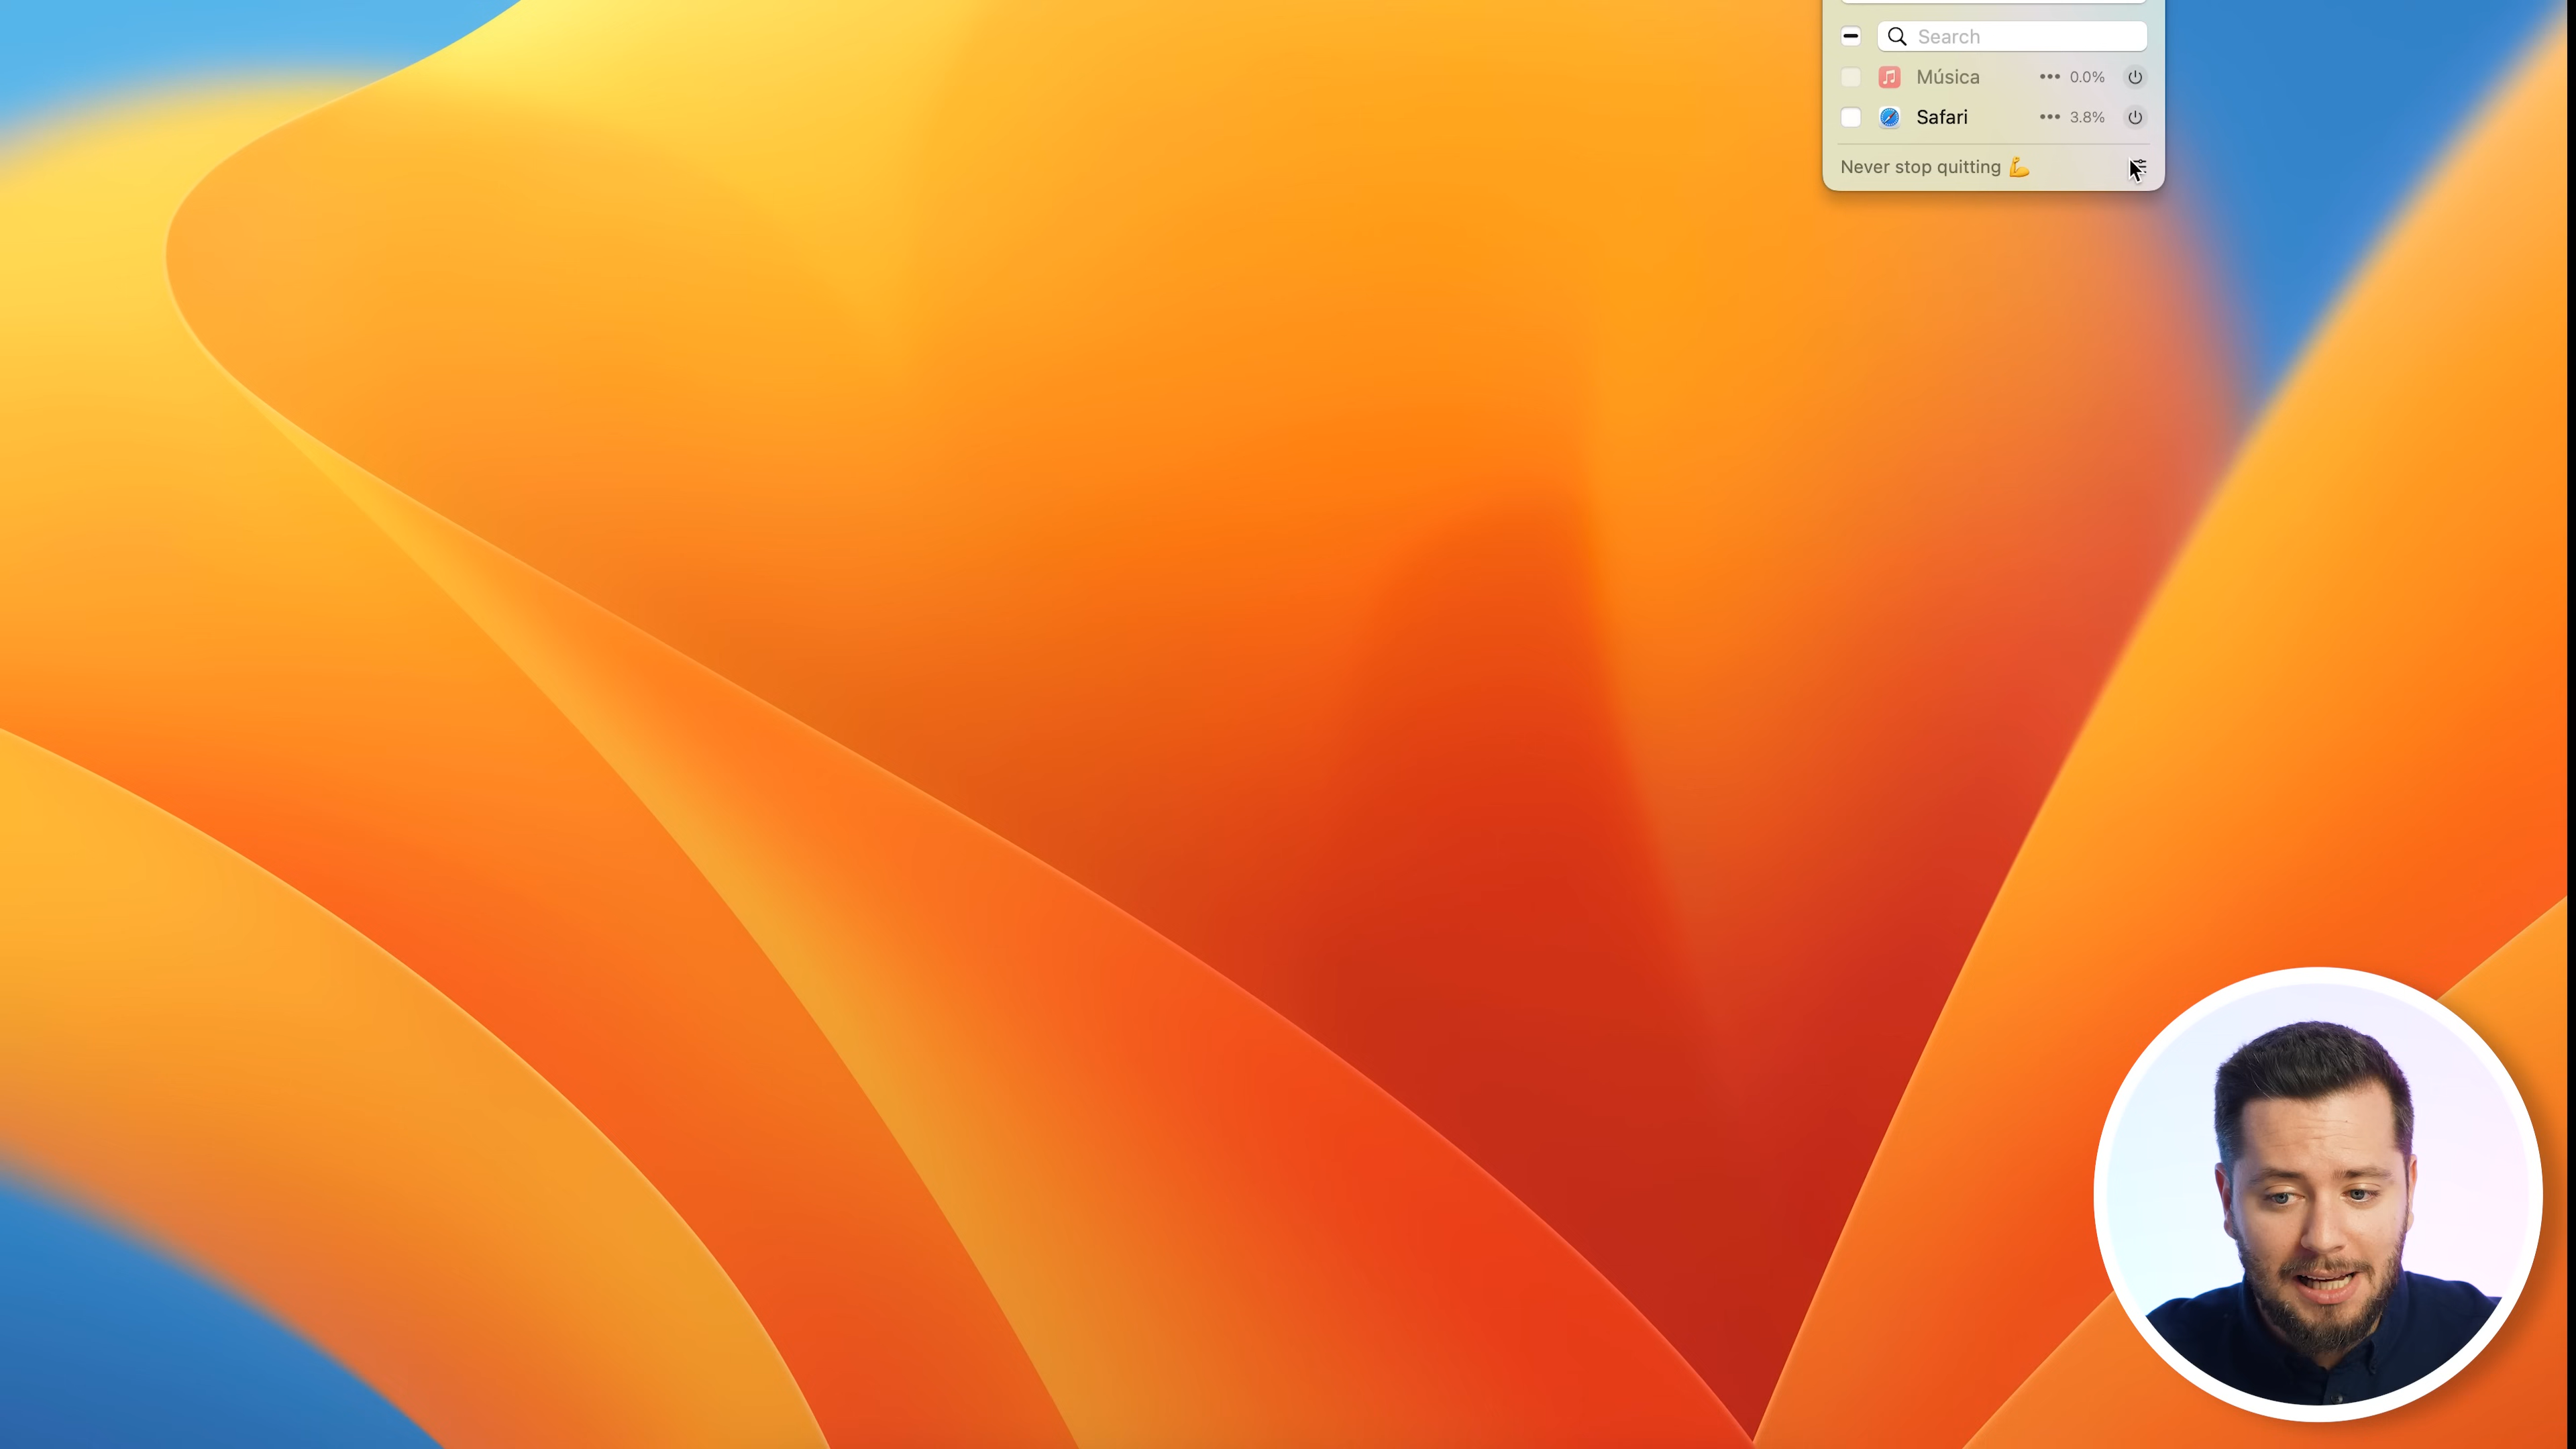 Search
Música ••• 0.0%
Safari ••• 3.8%
Never stop quitting 💪